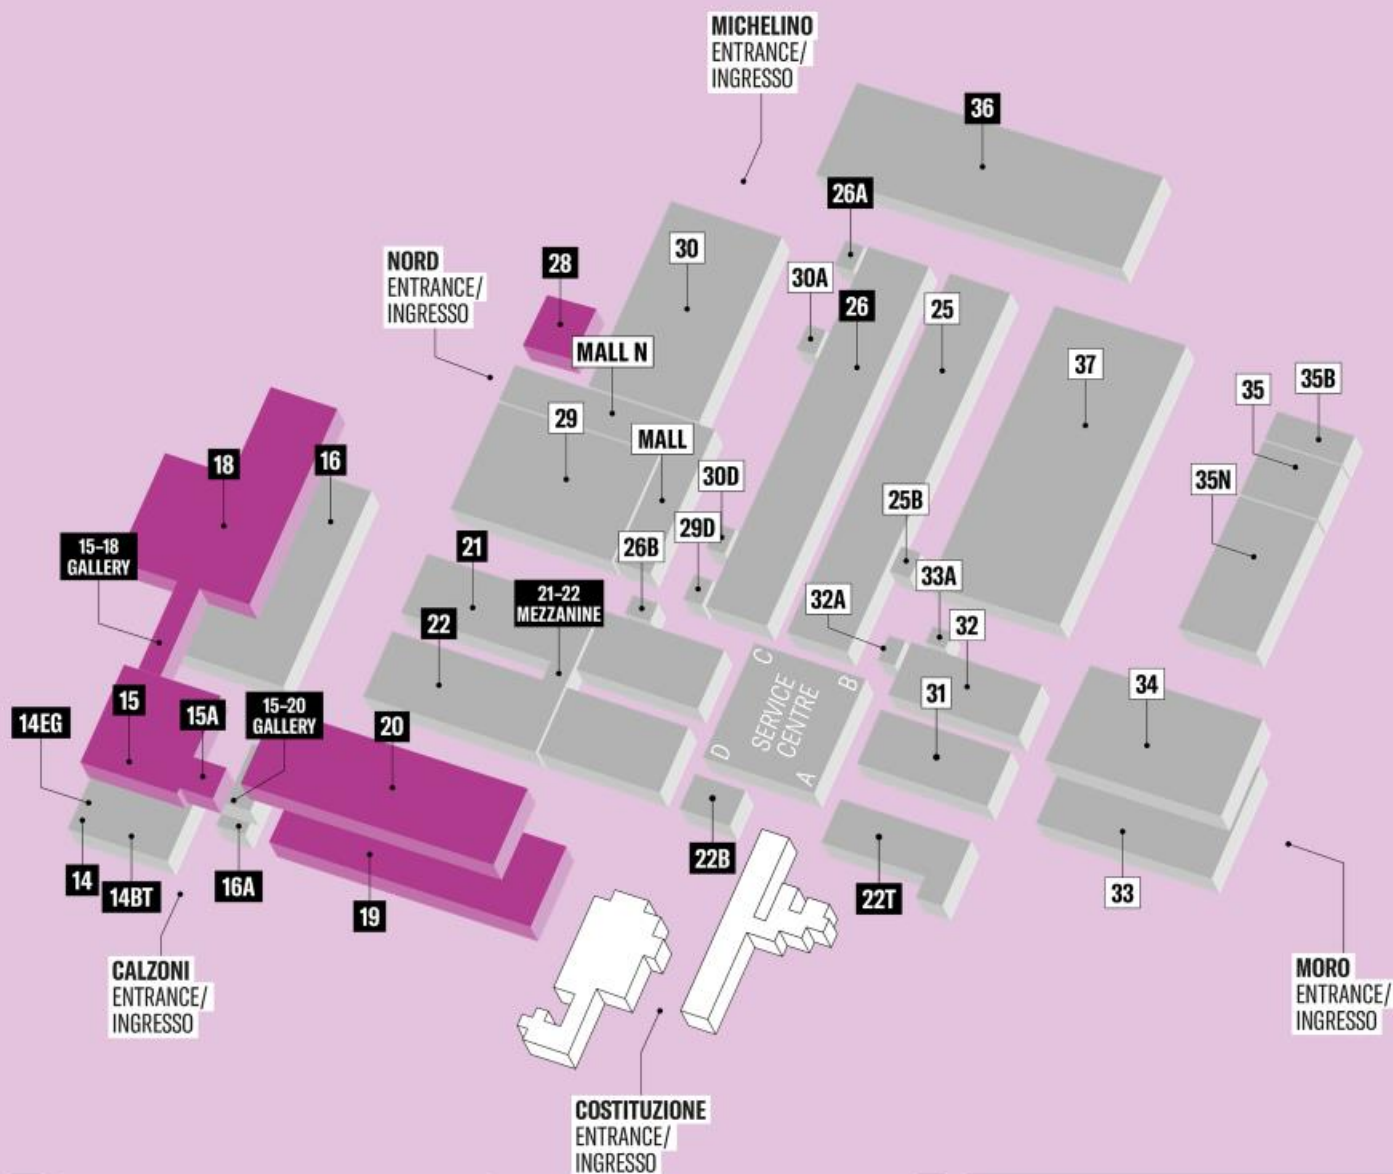 MICHELINO
ENTRANCE/
INGRESSO
36
26A
30
28
NORD
ENTRANCE/
INGRESSO
30A
26
25
MALL N
37
35
35B
29
MALL
18
16
30D
35N
25B
29D
15-18
GALLERY
21
26B
21-22
MEZZANINE
33A
32A
22
32
C
B
SERVICE
CENTRE
D
A
34
31
15
15A
15-20
GALLERY
14EG
20
14
14BT
16A
19
22B
22T
33
CALZONI
ENTRANCE/
INGRESSO
MORO
ENTRANCE/
INGRESSO
COSTITUZIONE
ENTRANCE/
INGRESSO